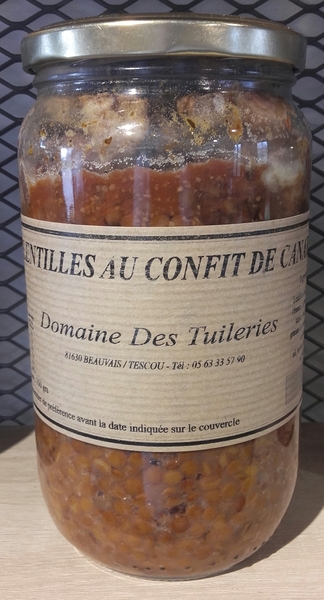 LENTILLES AU CONFIT DE CANA
Domaine Des Tuileries
81630 BEAUVAIS / TESCOU - Tél : 05 63 33 57 90
de préférence avant la date indiquée sur le couvercle